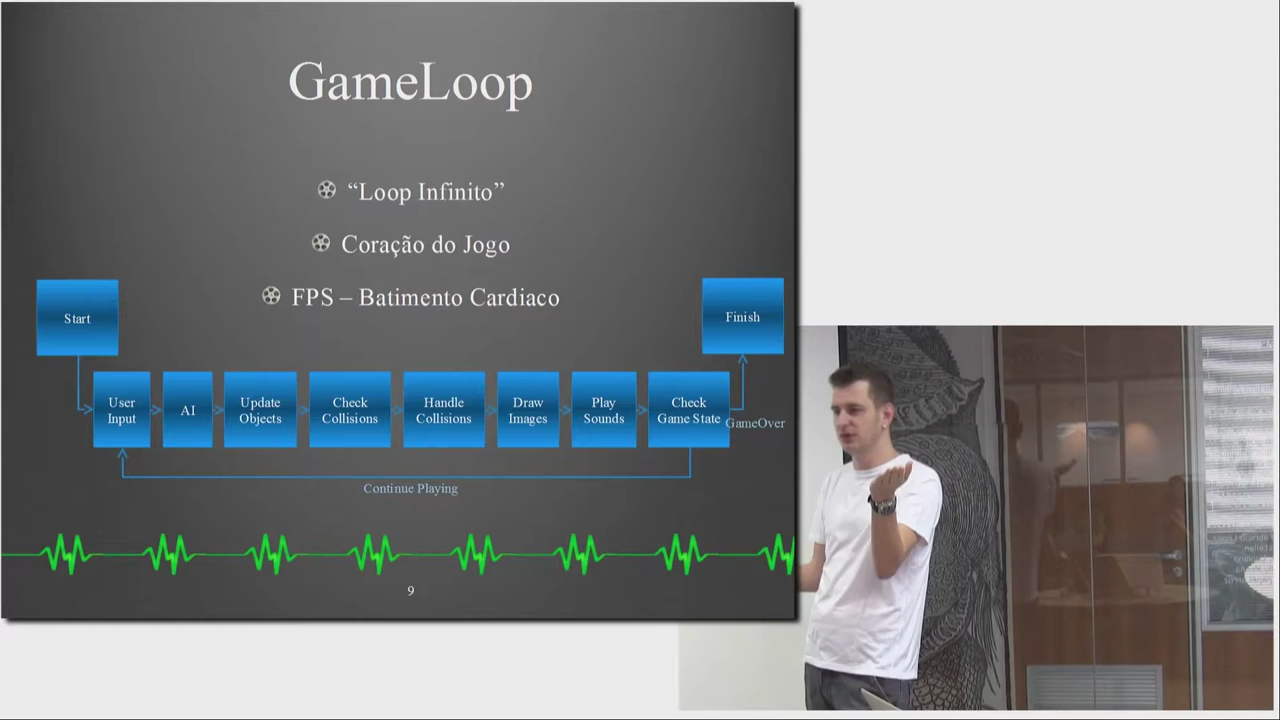 GameLoop
“Loop Infinito”
Coração do Jogo
FPS – Batimento Cardiaco
Start
Finish
User
Input
AI
Update
Objects
Check
Collisions
Handle
Collisions
Draw
Images
Play
Sounds
Check
Game State
GameOver
Continue Playing
9